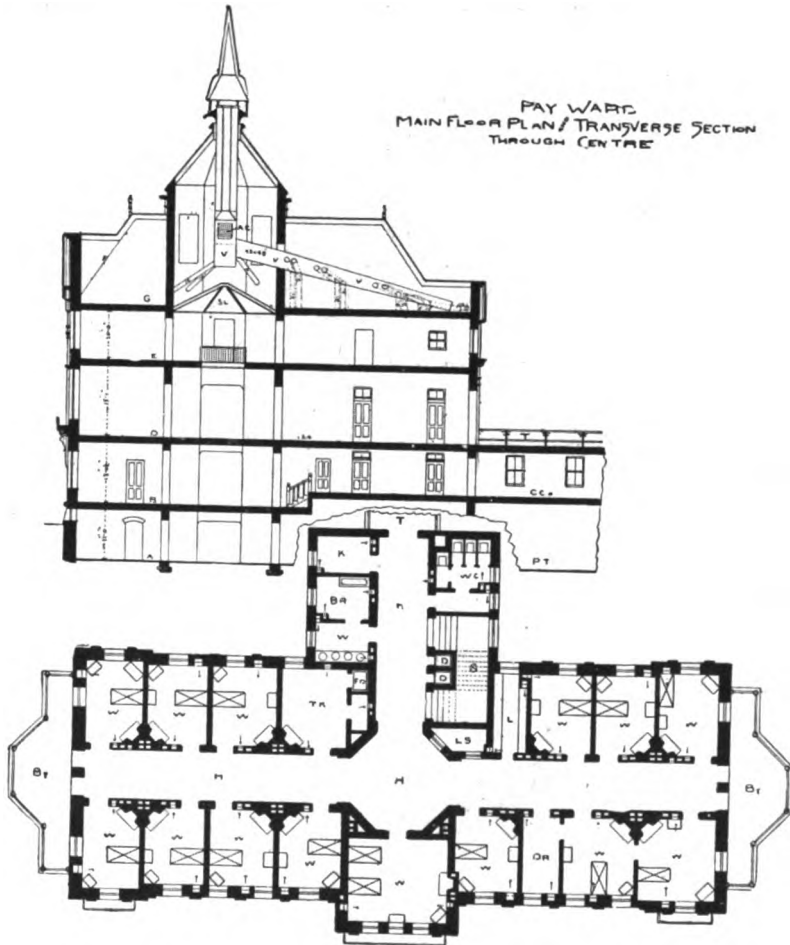 PAY WARD.
MAIN FLOOR PLAN & TRANSVERSE SECTION
THROUGH CENTRE
A C
V
V
V
G
S L
E
D
T
B
C C
A
T
P T
K
W C
B A
H
W
S
T R
L
L S
W
W
W
W
W
W
B Y
H
H
B Y
W
W
W
W
W
W
D R
W
W